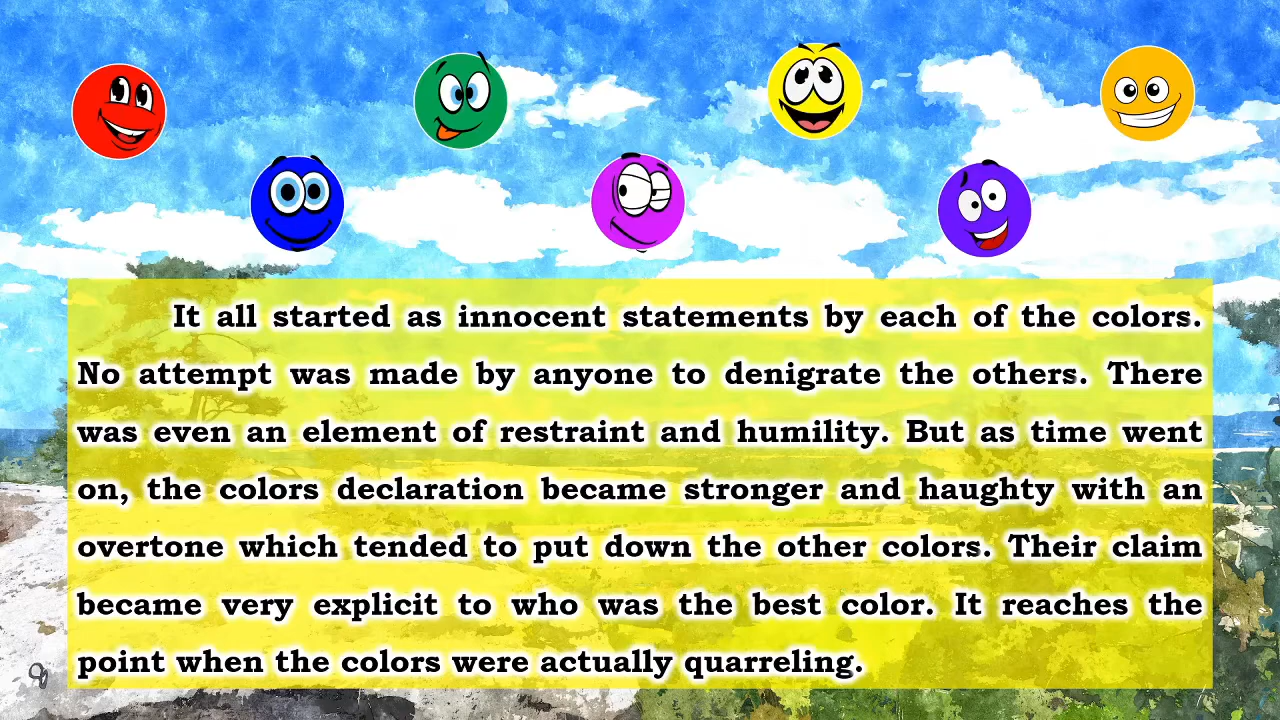 It all started as innocent statements by each of the colors.
No attempt was made by anyone to denigrate the others. There
was even an element of restraint and humility. But as time went
on, the colors declaration became stronger and haughty with an
overtone which tended to put down the other colors. Their claim
became very explicit to who was the best color. It reaches the
point when the colors were actually quarreling.